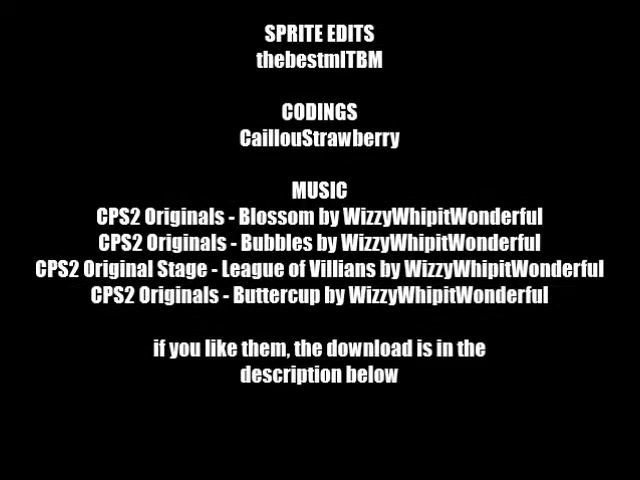 SPRITE EDITS
thebestmlTBM
CODINGS
CaillouStrawberry
MUSIC
CPS2 Originals - Blossom by WizzyWhipitWonderful
CPS2 Originals - Bubbles by WizzyWhipitWonderful
CPS2 Original Stage - League of Villians by WizzyWhipitWonderful
CPS2 Originals - Buttercup by WizzyWhipitWonderful
if you like them, the download is in the
description below